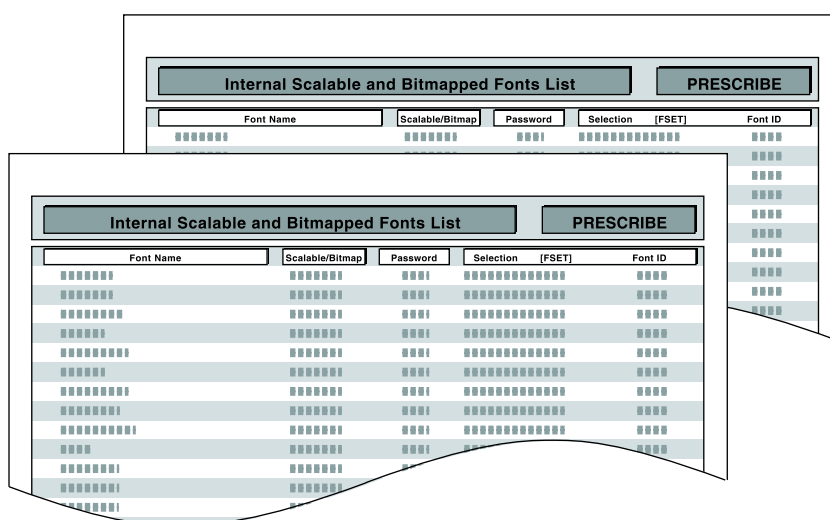 Internal Scalable and Bitmapped Fonts List PRESCRIBE
Font Name Scalable/Bitmap Password Selection [FSET] Font ID
Internal Scalable and Bitmapped Fonts List PRESCRIBE
Font Name Scalable/Bitmap Password Selection [FSET] Font ID